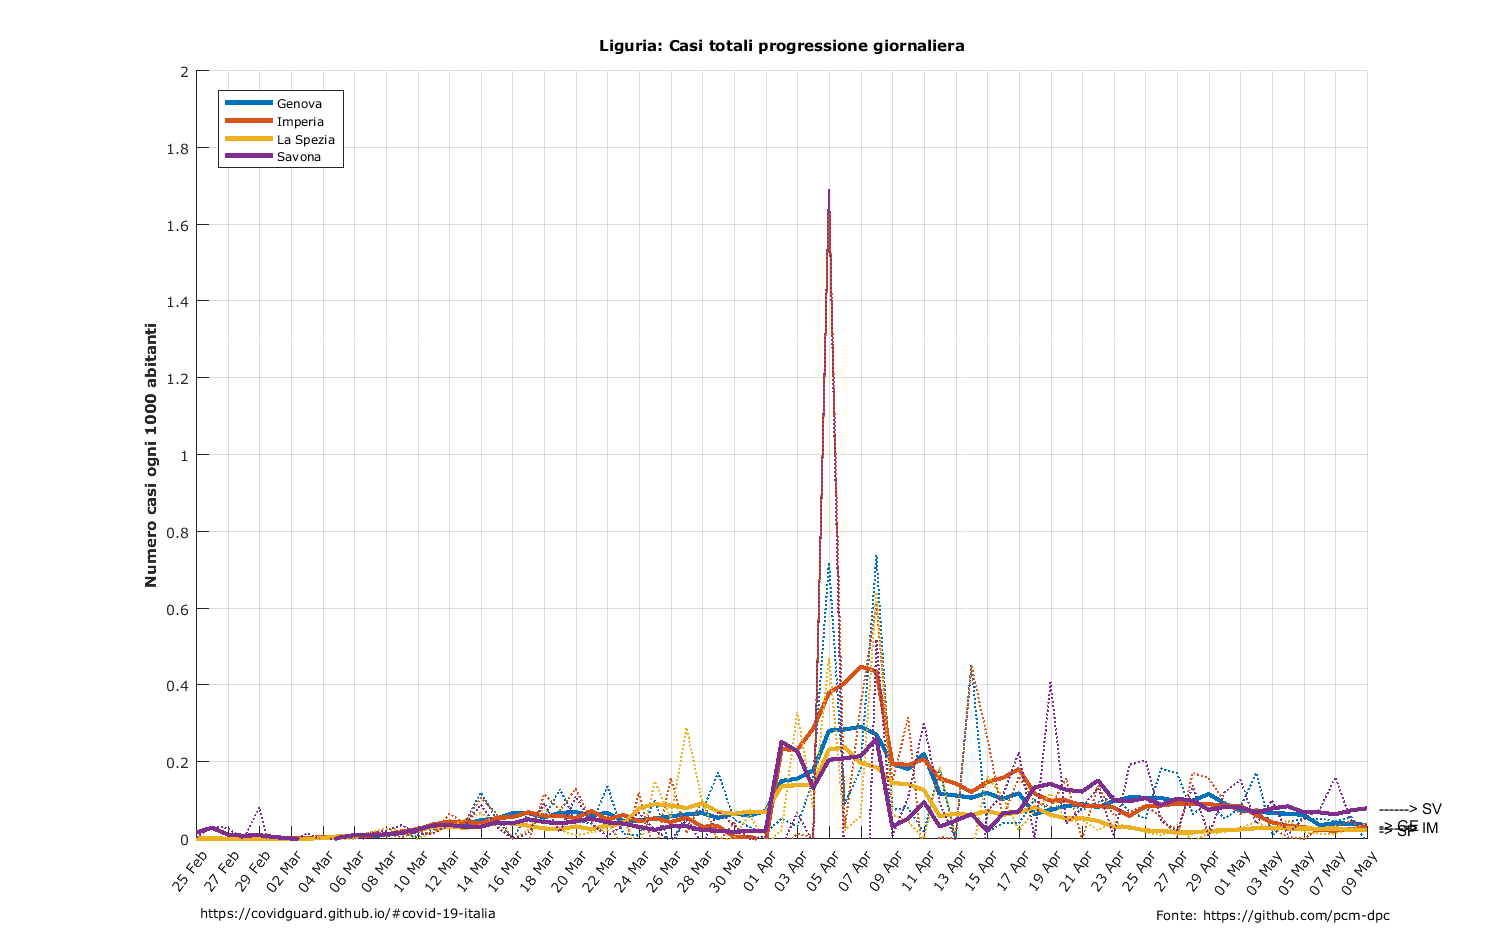 Liguria: Casi totali progressione giornaliera
Numero casi ogni 1000 abitanti
2
1.8
1.6
1.4
1.2
1
0.8
0.6
0.4
0.2
0
Genova
Imperia
La Spezia
Savona
------> SV
-> GE
--> IM
-> SP
25 Feb
27 Feb
29 Feb
02 Mar
04 Mar
06 Mar
08 Mar
10 Mar
12 Mar
14 Mar
16 Mar
18 Mar
20 Mar
22 Mar
24 Mar
26 Mar
28 Mar
30 Mar
01 Apr
03 Apr
05 Apr
07 Apr
09 Apr
11 Apr
13 Apr
15 Apr
17 Apr
19 Apr
21 Apr
23 Apr
25 Apr
27 Apr
29 Apr
01 May
03 May
05 May
07 May
09 May
https://covidguard.github.io/#covid-19-italia
Fonte: https://github.com/pcm-dpc